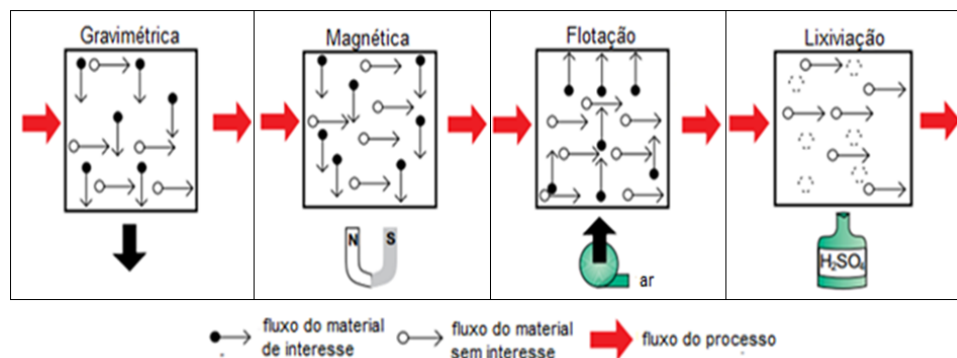 Gravimétrica
Magnética
Flotação
Lixiviação
N S
ar
H₂SO₄
fluxo do material
de interesse
fluxo do material
sem interesse
fluxo do processo